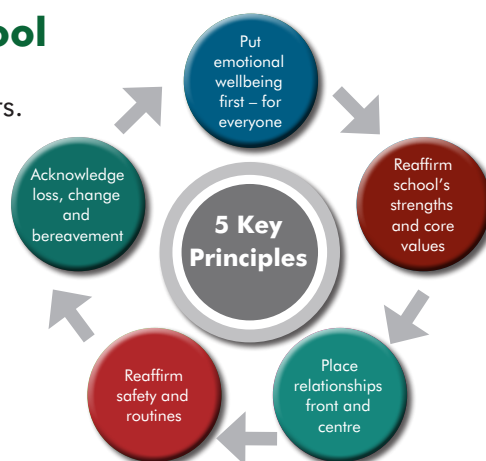 ool
rs.
Put
emotional
wellbeing
first – for
everyone
Reaffirm
school's
strengths
and core
values
Place
relationships
front and
centre
Reaffirm
safety and
routines
Acknowledge
loss, change
and
bereavement
5 Key
Principles